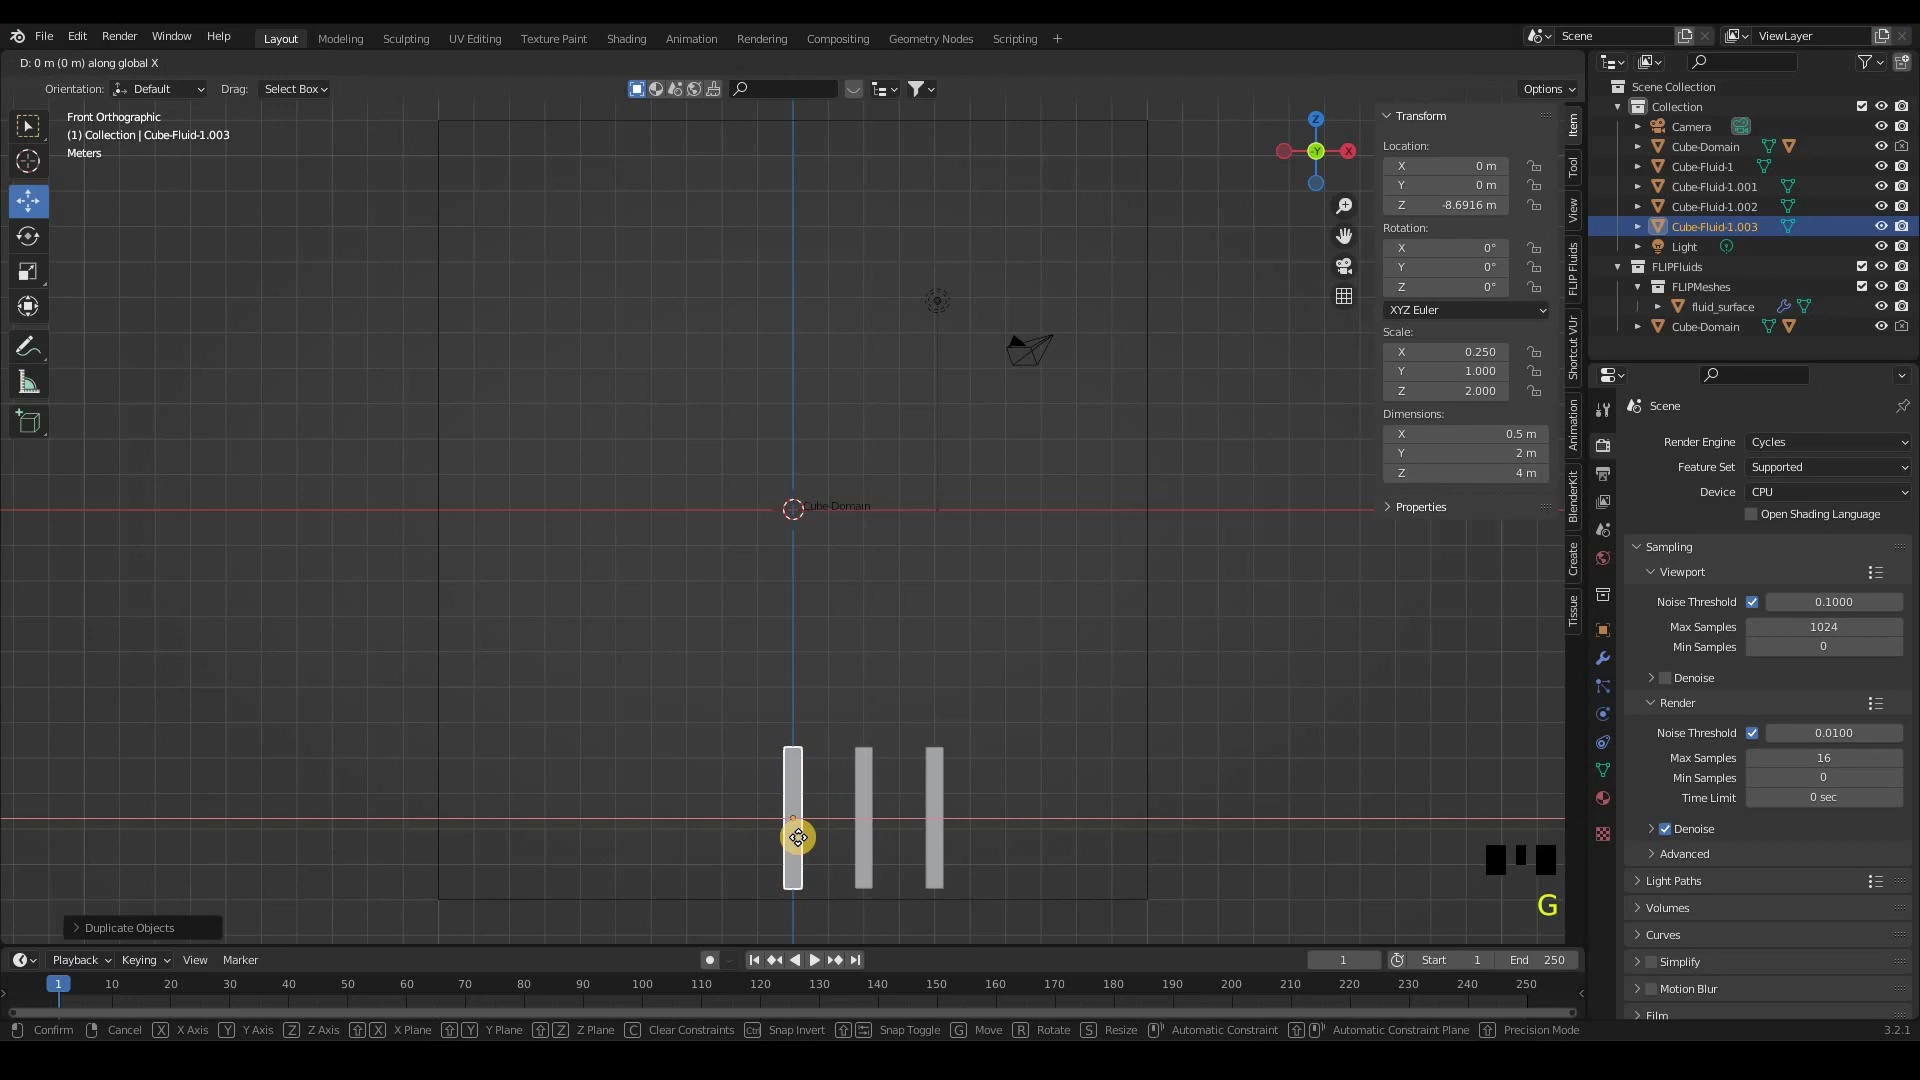 File Edit Render Window Help Layout Modeling Sculpting UV Editing Texture Paint Shading Animation Rendering Compositing Geometry Nodes Scripting + Scene ViewLayer
D: 0 m (0 m) along global X
Orientation: Default Drag: Select Box Options
Front Orthographic
(1) Collection | Cube-Fluid-1.003
Meters
Cube-Domain
Z
-Y
X
Transform
Location:
X 0 m
Y 0 m
Z -8.6916 m
Rotation:
X 0°
Y 0°
Z 0°
XYZ Euler
Scale:
X 0.250
Y 1.000
Z 2.000
Dimensions:
X 0.5 m
Y 2 m
Z 4 m
Properties
Item
Tool
View
FLIP Fluids
Shortcut VUr
Animation
BlenderKit
Create
Tissue
Scene Collection
Collection
Camera
Cube-Domain
Cube-Fluid-1
Cube-Fluid-1.001
Cube-Fluid-1.002
Cube-Fluid-1.003
Light
FLIPFluids
FLIPMeshes
fluid_surface
Cube-Domain
Scene
Render Engine Cycles
Feature Set Supported
Device CPU
Open Shading Language
Sampling
Viewport
Noise Threshold 0.1000
Max Samples 1024
Min Samples 0
Denoise
Render
Noise Threshold 0.0100
Max Samples 16
Min Samples 0
Time Limit 0 sec
Denoise
Advanced
Light Paths
Volumes
Curves
Simplify
Motion Blur
Film
G
Duplicate Objects
Playback Keying View Marker 1 Start 1 End 250
1 10 20 30 40 50 60 70 80 90 100 110 120 130 140 150 160 170 180 190 200 210 220 230 240 250
Confirm Cancel X X Axis Y Y Axis Z Z Axis X X Plane Y Y Plane Z Z Plane C Clear Constraints Ctrl Snap Invert Snap Toggle G Move R Rotate S Resize Automatic Constraint Automatic Constraint Plane Precision Mode 3.2.1